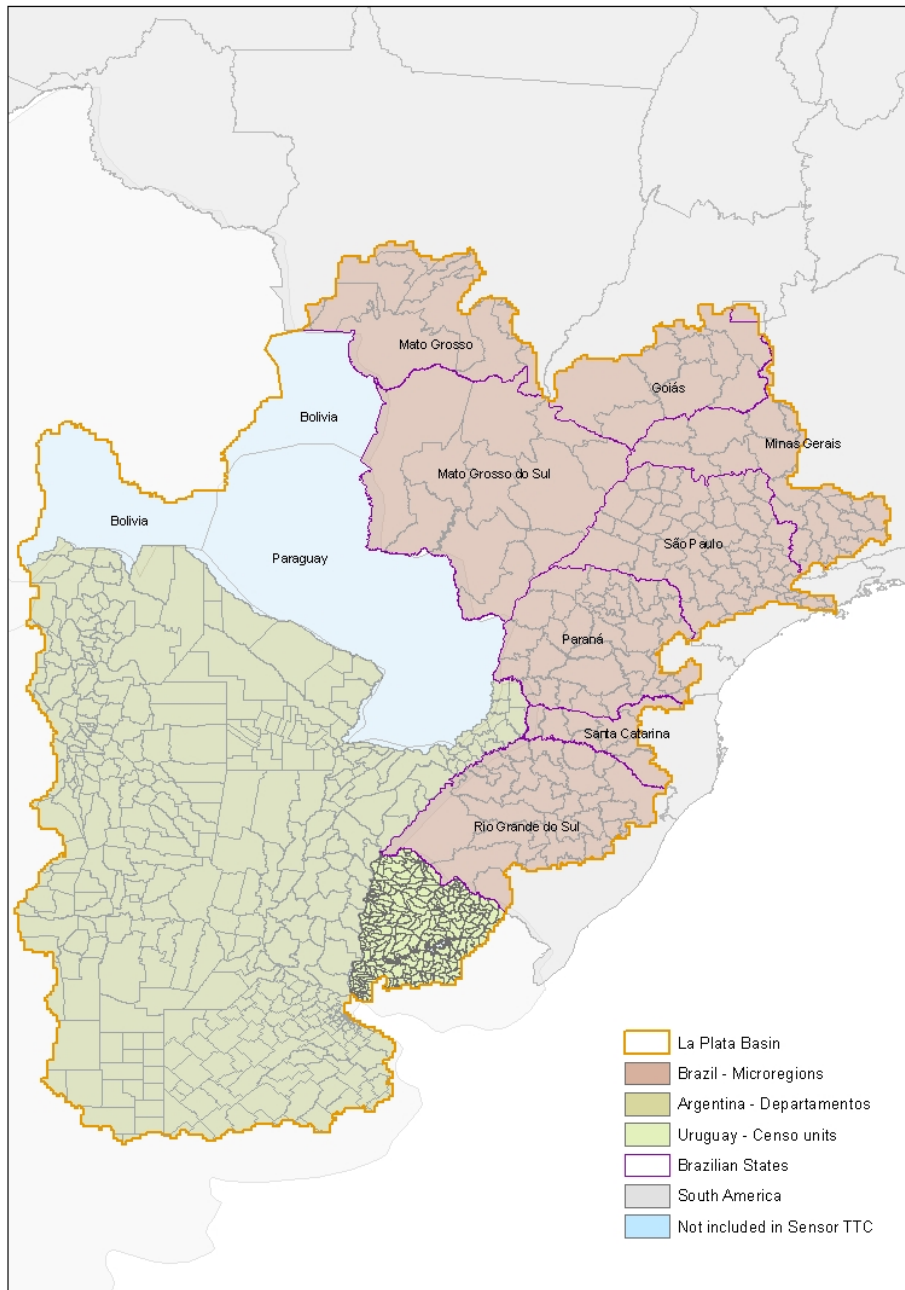 Mato Grosso
Goiás
Bolivia
Minas Gerais
Mato Grosso do Sul
Bolivia
São Paulo
Paraguay
Paraná
Santa Catarina
Rio Grande do Sul
La Plata Basin
Brazil - Microregions
Argentina - Departamentos
Uruguay - Censo units
Brazilian States
South America
Not included in Sensor TTC